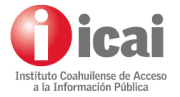 i icai
Instituto Coahuilense de Acceso
a la Información Pública